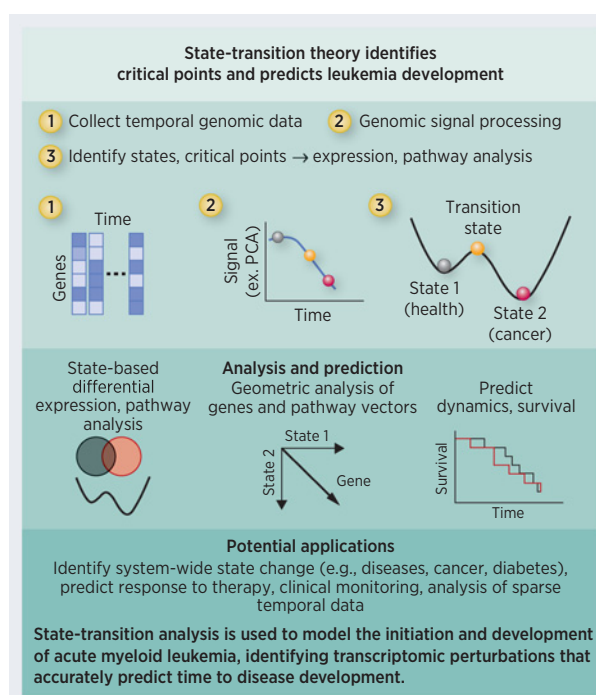 State-transition theory identifies
critical points and predicts leukemia development
1 Collect temporal genomic data 2 Genomic signal processing
3 Identify states, critical points → expression, pathway analysis
1
Time
Genes
2
Signal
(ex. PCA)
Time
3
Transition
state
State 1
(health)
State 2
(cancer)
State-based
differential
expression, pathway
analysis
Analysis and prediction
Geometric analysis of
genes and pathway vectors
State 1
State 2
Gene
Predict
dynamics, survival
Survival
Time
Potential applications
Identify system-wide state change (e.g., diseases, cancer, diabetes),
predict response to therapy, clinical monitoring, analysis of sparse
temporal data
State-transition analysis is used to model the initiation and development
of acute myeloid leukemia, identifying transcriptomic perturbations that
accurately predict time to disease development.